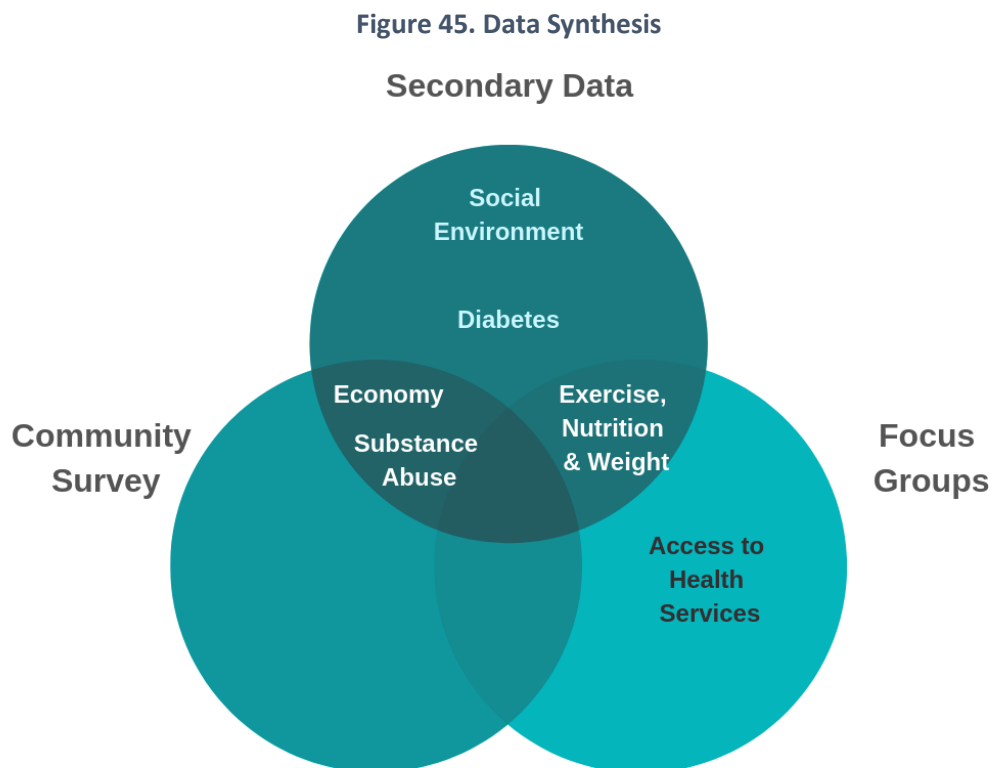 Figure 45. Data Synthesis
Secondary Data
Social
Environment
Diabetes
Economy
Substance
Abuse
Exercise,
Nutrition
& Weight
Community
Survey
Focus
Groups
Access to
Health
Services